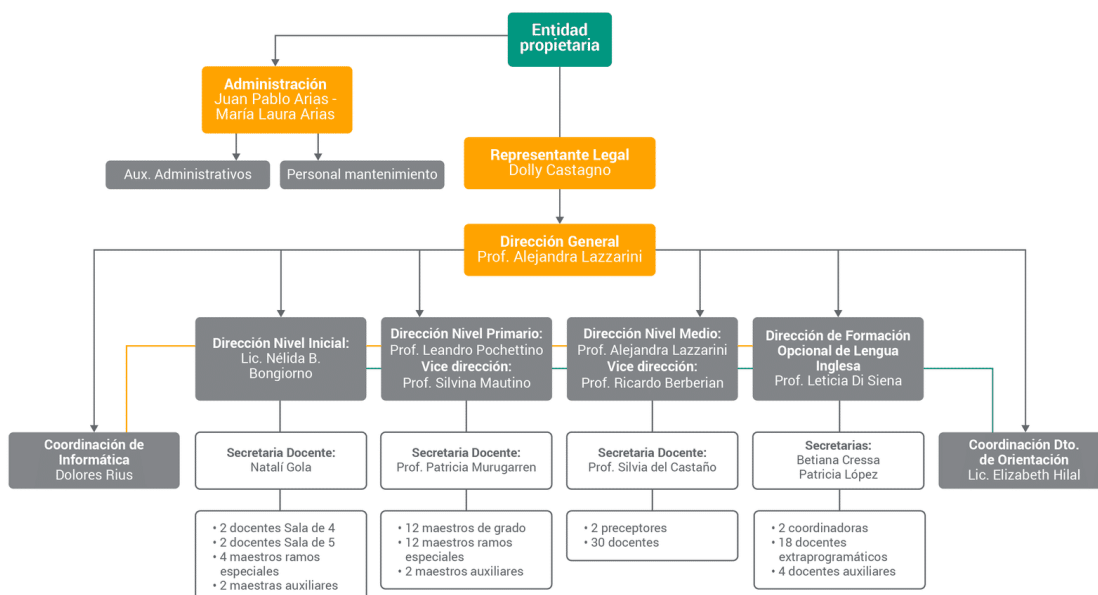 Entidad
propietaria
Administración
Juan Pablo Arias -
María Laura Arias
Aux. Administrativos
Personal mantenimiento
Representante Legal
Dolly Castagno
Dirección General
Prof. Alejandra Lazzarini
Dirección Nivel Inicial:
Lic. Nélida B.
Bongiorno
Dirección Nivel Primario:
Prof. Leandro Pochettino
Vice dirección:
Prof. Silvina Mautino
Dirección Nivel Medio:
Prof. Alejandra Lazzarini
Vice dirección:
Prof. Ricardo Berberian
Dirección de Formación
Opcional de Lengua
Inglesa
Prof. Leticia Di Siena
Coordinación de
Informática
Dolores Rius
Secretaria Docente:
Natalí Gola
Secretaria Docente:
Prof. Patricia Murugarren
Secretaria Docente:
Prof. Silvia del Castaño
Secretarias:
Betiana Cressa
Patricia López
Coordinación Dto.
de Orientación
Lic. Elizabeth Hilal
• 2 docentes Sala de 4
• 2 docentes Sala de 5
• 4 maestros ramos
especiales
• 2 maestras auxiliares
• 12 maestros de grado
• 12 maestros ramos
especiales
• 2 maestros auxiliares
• 2 preceptores
• 30 docentes
• 2 coordinadoras
• 18 docentes
extraprogramáticos
• 4 docentes auxiliares